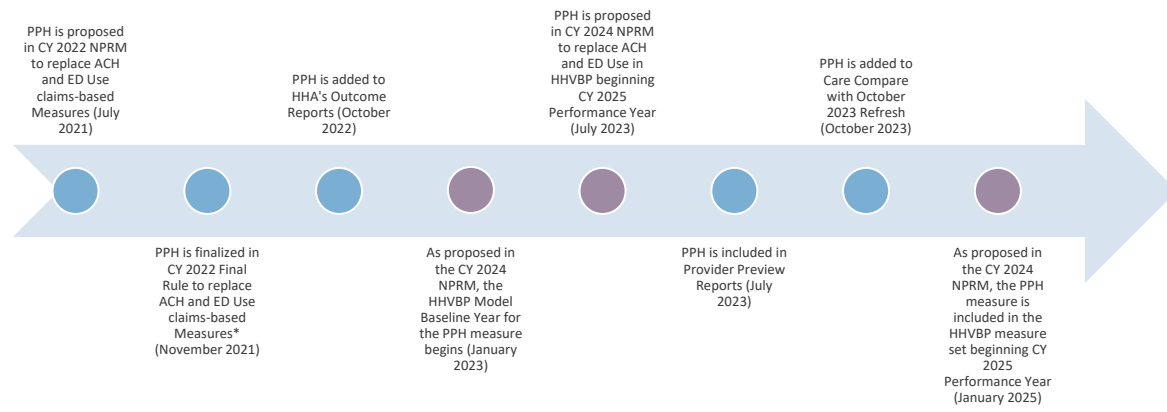 PPH is proposed
in CY 2022 NPRM
to replace ACH
and ED Use
claims-based
Measures (July
2021)
PPH is finalized in
CY 2022 Final
Rule to replace
ACH and ED Use
claims-based
Measures*
(November 2021)
PPH is added to
HHA's Outcome
Reports (October
2022)
As proposed in
the CY 2024
NPRM, the
HHVBP Model
Baseline Year for
the PPH measure
begins (January
2023)
PPH is proposed
in CY 2024 NPRM
to replace ACH
and ED Use in
HHVBP beginning
CY 2025
Performance Year
(July 2023)
PPH is included in
Provider Preview
Reports (July
2023)
PPH is added to
Care Compare
with October
2023 Refresh
(October 2023)
As proposed in
the CY 2024
NPRM, the PPH
measure is
included in the
HHVBP measure
set beginning CY
2025
Performance Year
(January 2025)